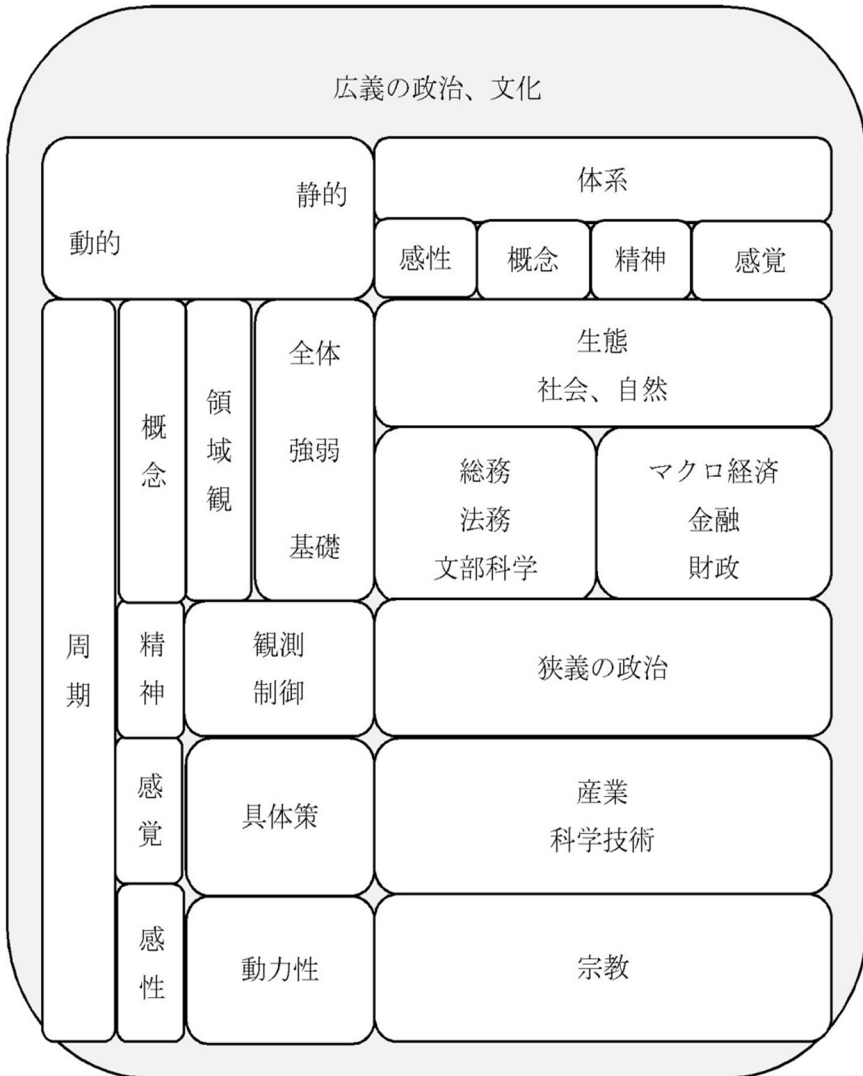 広義の政治、文化
静的
動的
体系
感性
概念
精神
感覚
周期
概念
領域観
全体
強弱
基礎
生態
社会、自然
総務
法務
文部科学
マクロ経済
金融
財政
精神
観測
制御
狭義の政治
感覚
具体策
産業
科学技術
感性
動力性
宗教